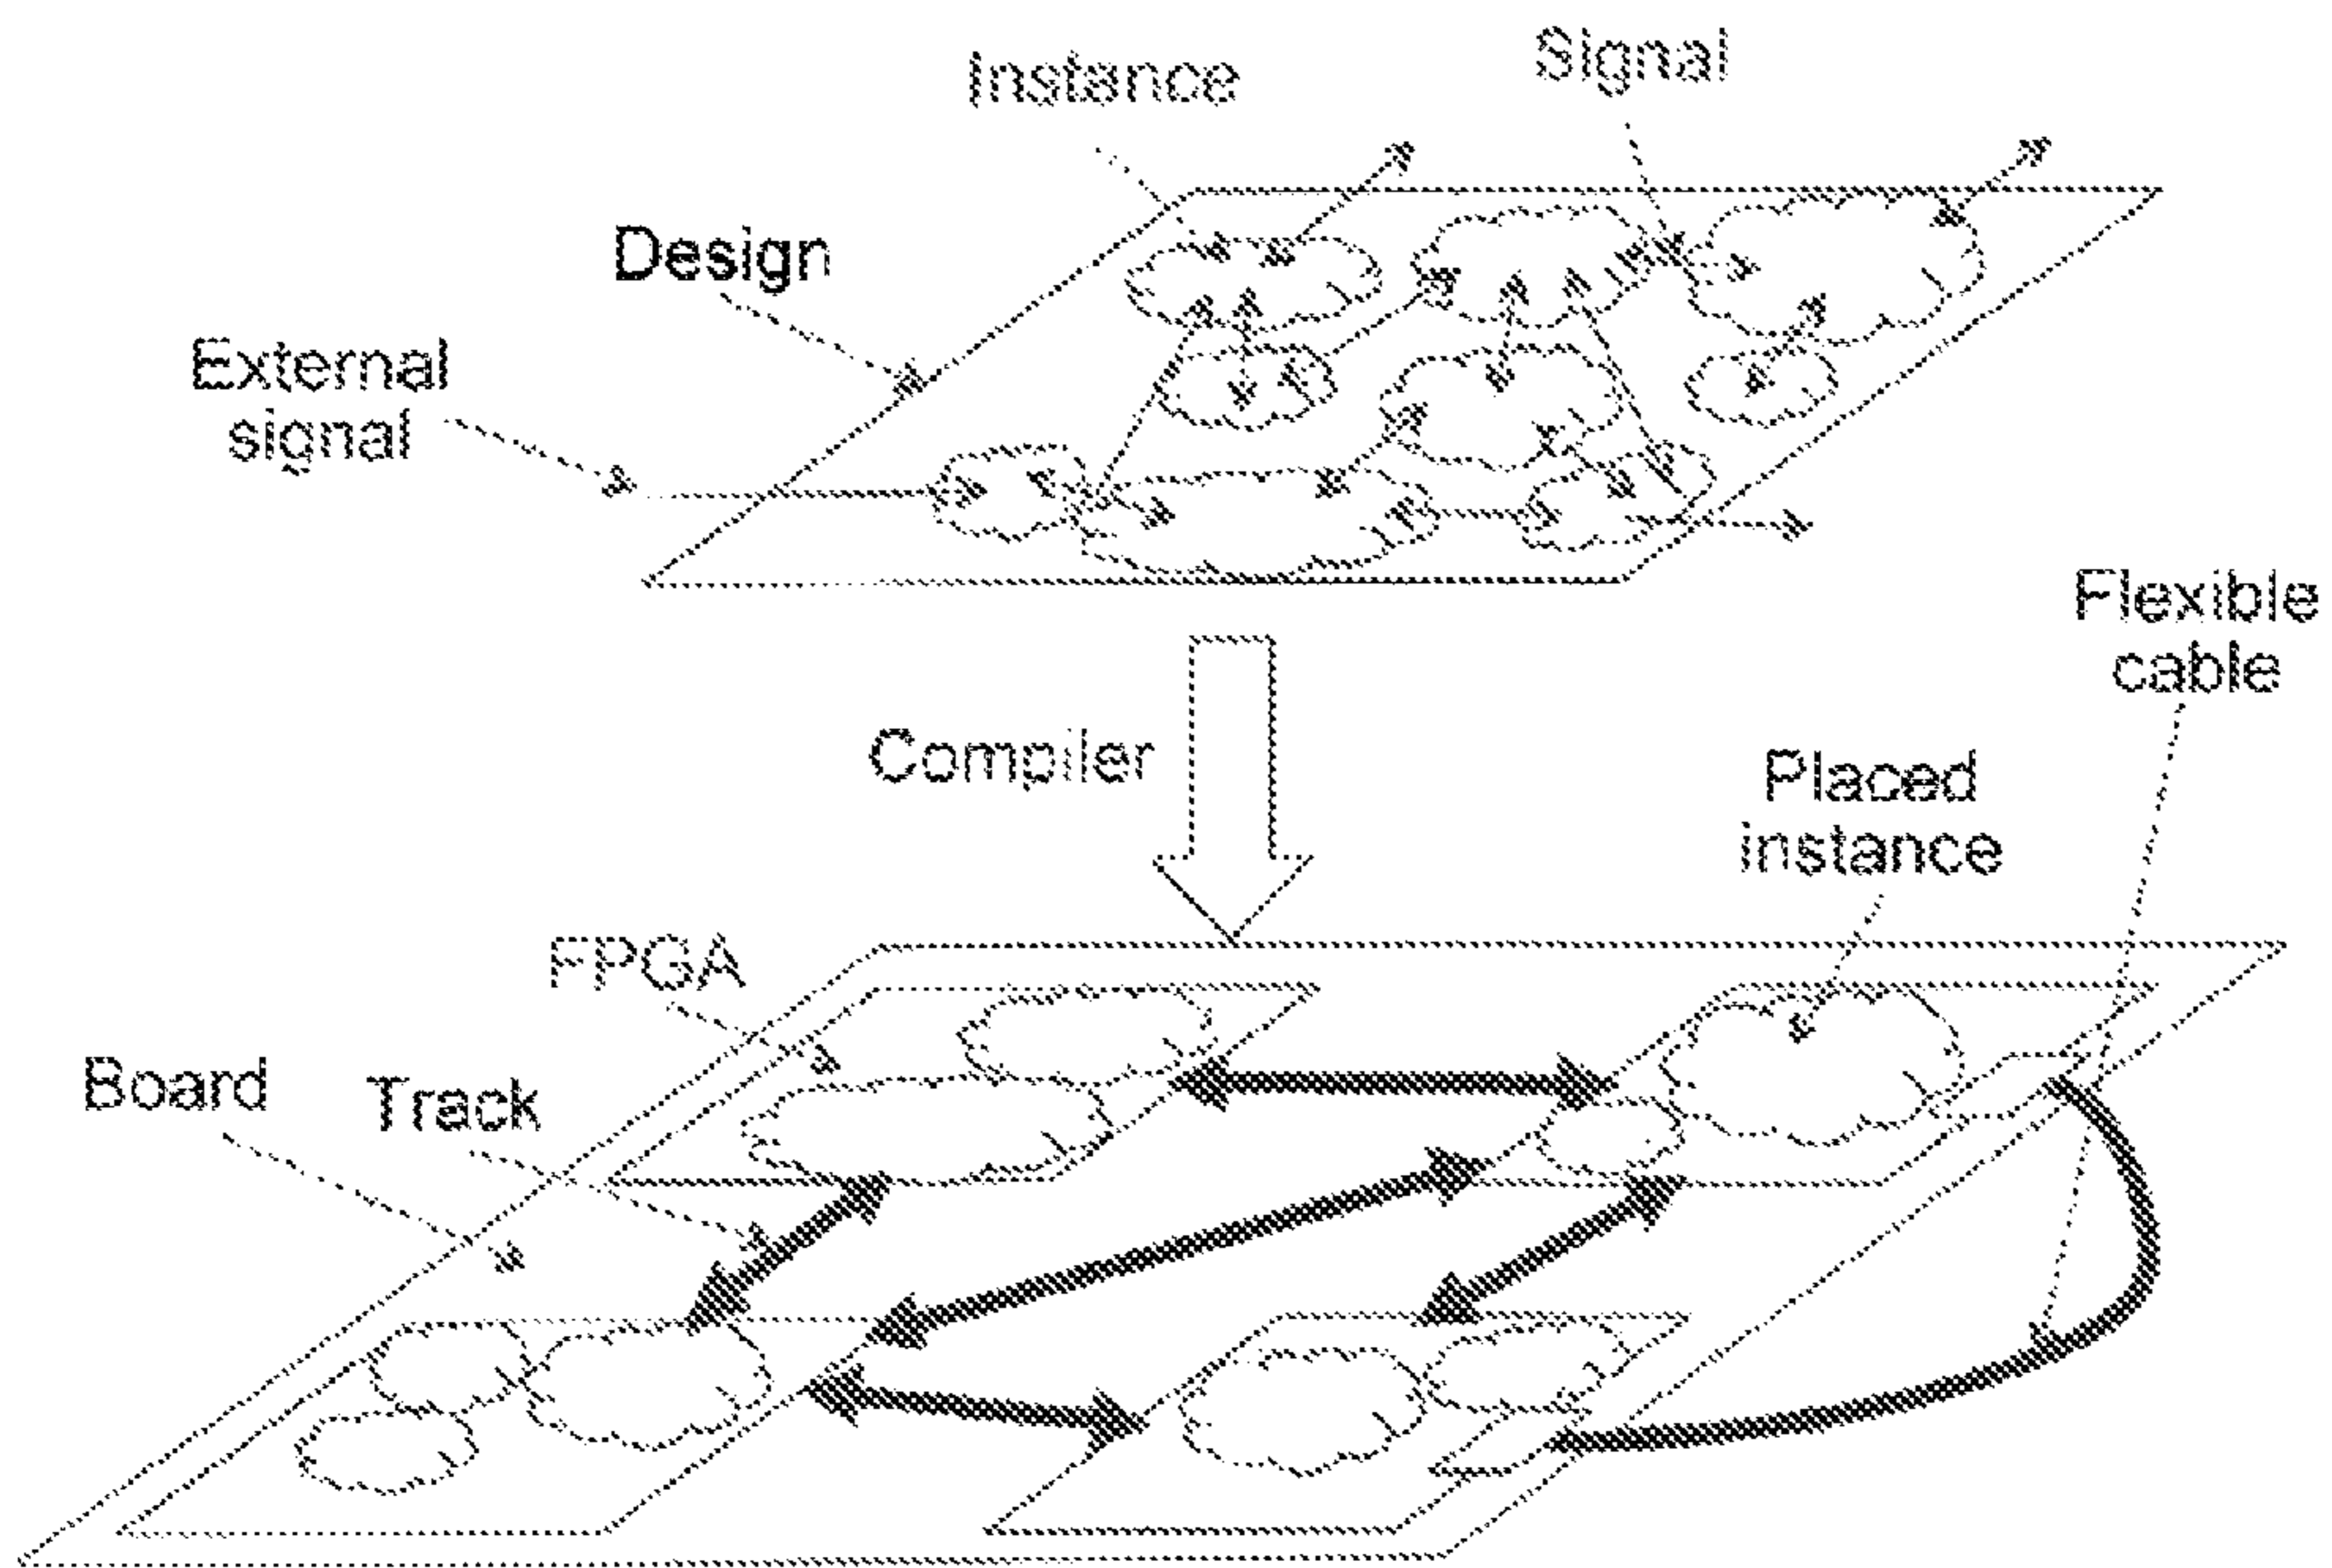 Instance
Signal
Design
External
signal
Flexible
cable
Compiler
Placed
instance
FPGA
Board
Track